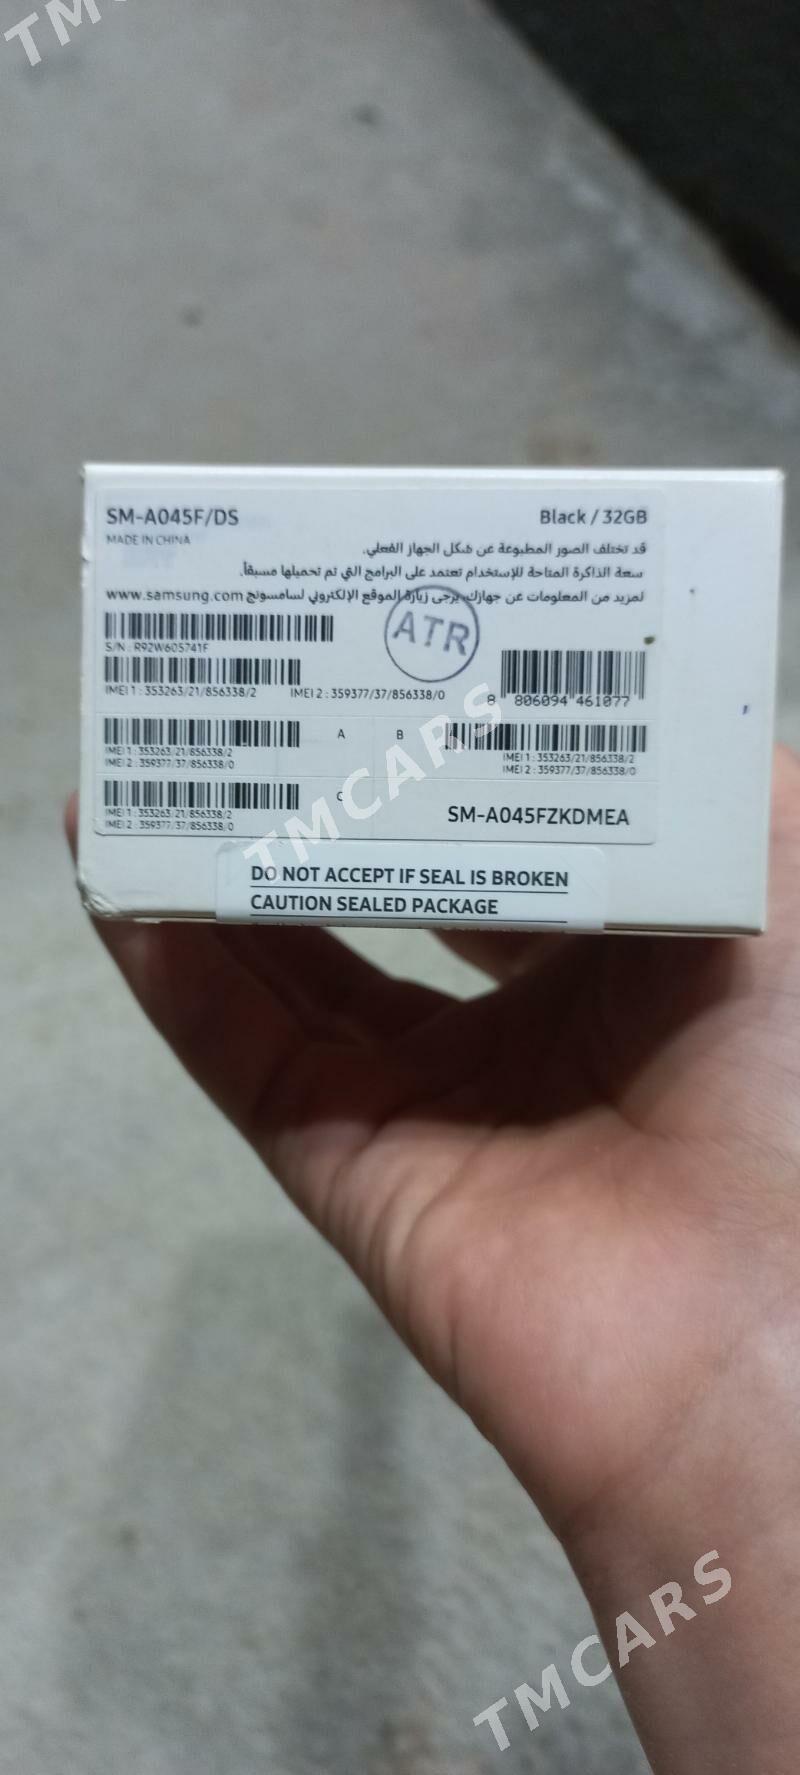 TMCARS
SM-A045F/DS
Black / 32GB
MADE IN CHINA
قد تختلف الصور المطبوعة عن شكل الجهاز الفعلي.
سعة الذاكرة المتاحة للإستخدام تعتمد على البرامج التي تم تحميلها مسبقاً.
لمزيد من المعلومات عن جهازك، يرجى زيارة الموقع الإلكتروني لسامسونج www.samsung.com
ATR
S/N : R92W605741F
IMEI 1 : 353263/21/856338/2
IMEI 2 : 359377/37/856338/0
8 806094 461077
A
B
IMEI 1 : 353263/21/856338/2
IMEI 2 : 359377/37/856338/0
IMEI 1 : 353263/21/856338/2
IMEI 2 : 359377/37/856338/0
C
IMEI 1 : 353263/21/856338/2
IMEI 2 : 359377/37/856338/0
SM-A045FZKDMEA
TMCARS
DO NOT ACCEPT IF SEAL IS BROKEN
CAUTION SEALED PACKAGE
TMCARS